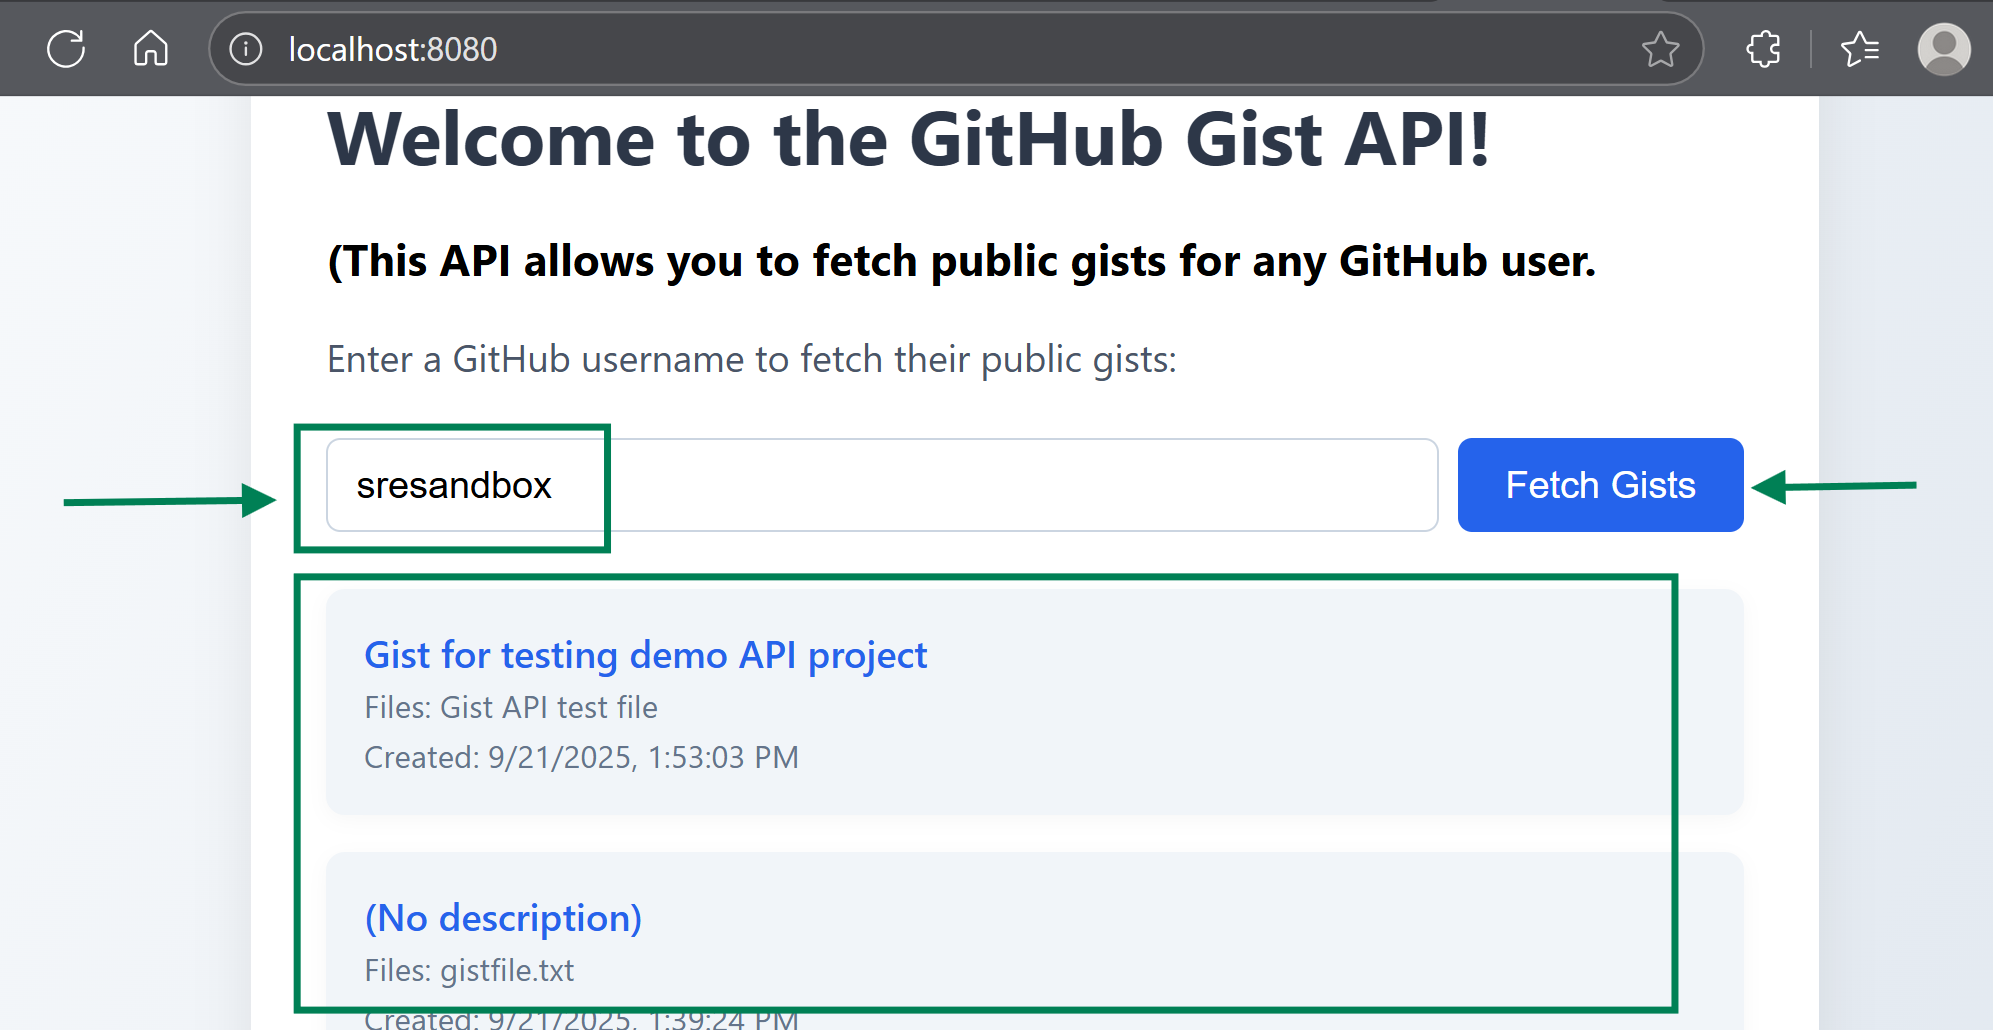 localhost:8080
Welcome to the GitHub Gist API!
(This API allows you to fetch public gists for any GitHub user.
Enter a GitHub username to fetch their public gists:
sresandbox
Fetch Gists
Gist for testing demo API project
Files: Gist API test file
Created: 9/21/2025, 1:53:03 PM
(No description)
Files: gistfile.txt
Created: 9/21/2025, 1:39:24 PM